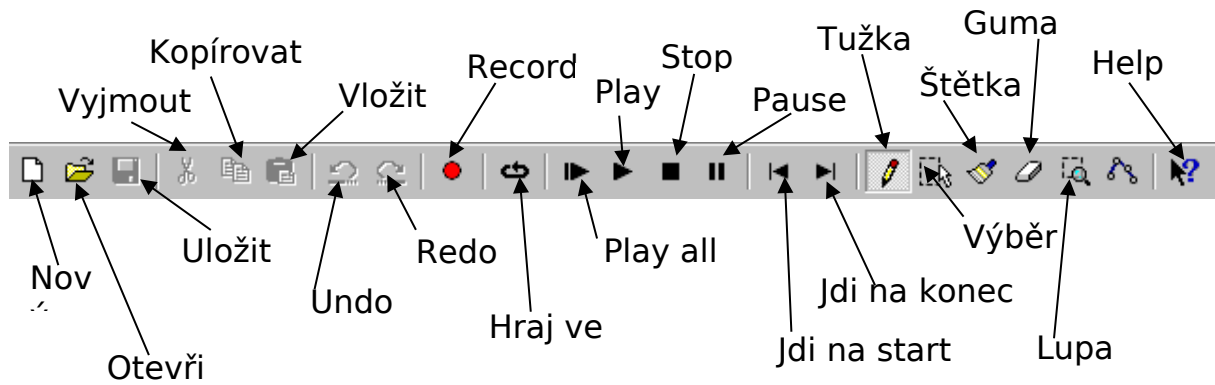 Guma
Tužka
Kopírovat
Stop
Help
Record
Štětka
Play
Vyjmout
Vložit
Pause
Výběr
Uložit
Redo
Play all
Nov
Jdi na konec
Undo
Hraj ve
Jdi na start
Lupa
Otevři